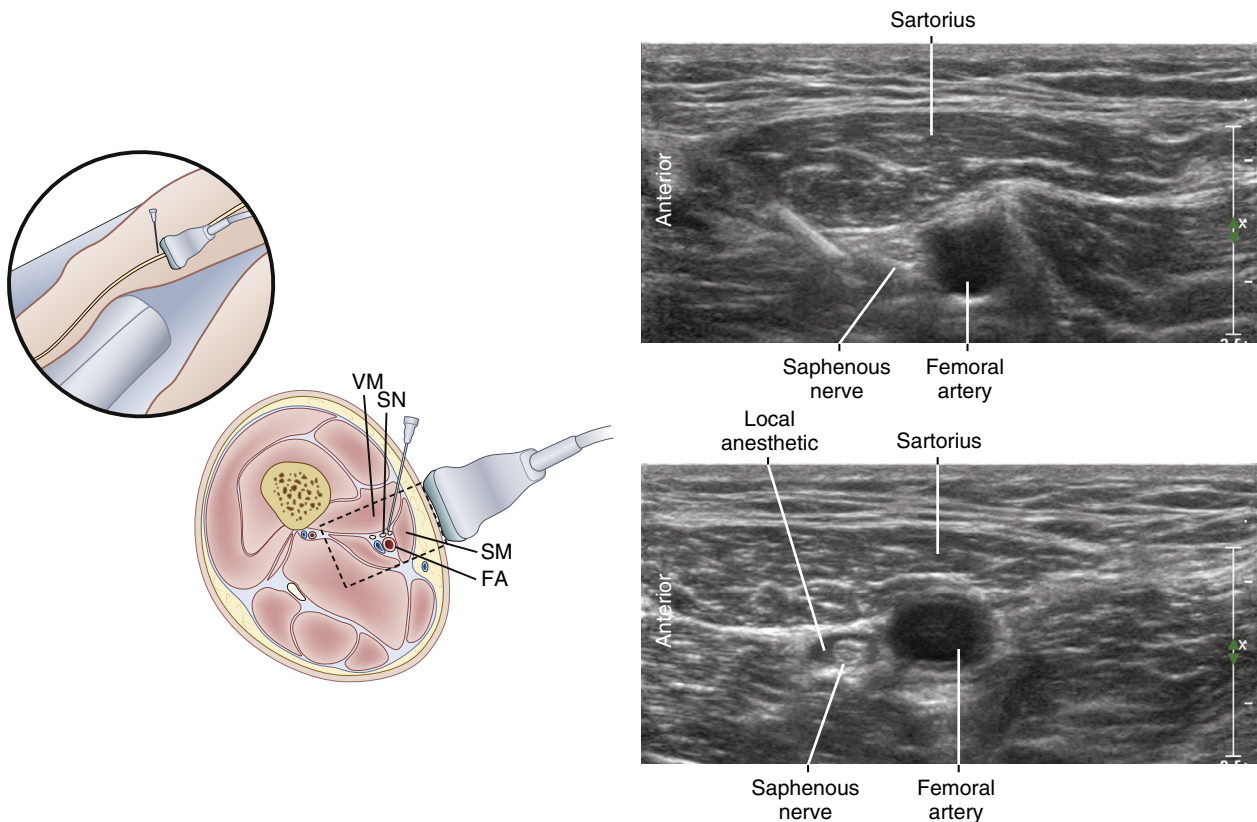 VM
SN
SM
FA
Sartorius
Anterior
x
Saphenous
nerve
Femoral
artery
Local
anesthetic
Sartorius
Anterior
x
Saphenous
nerve
Femoral
artery